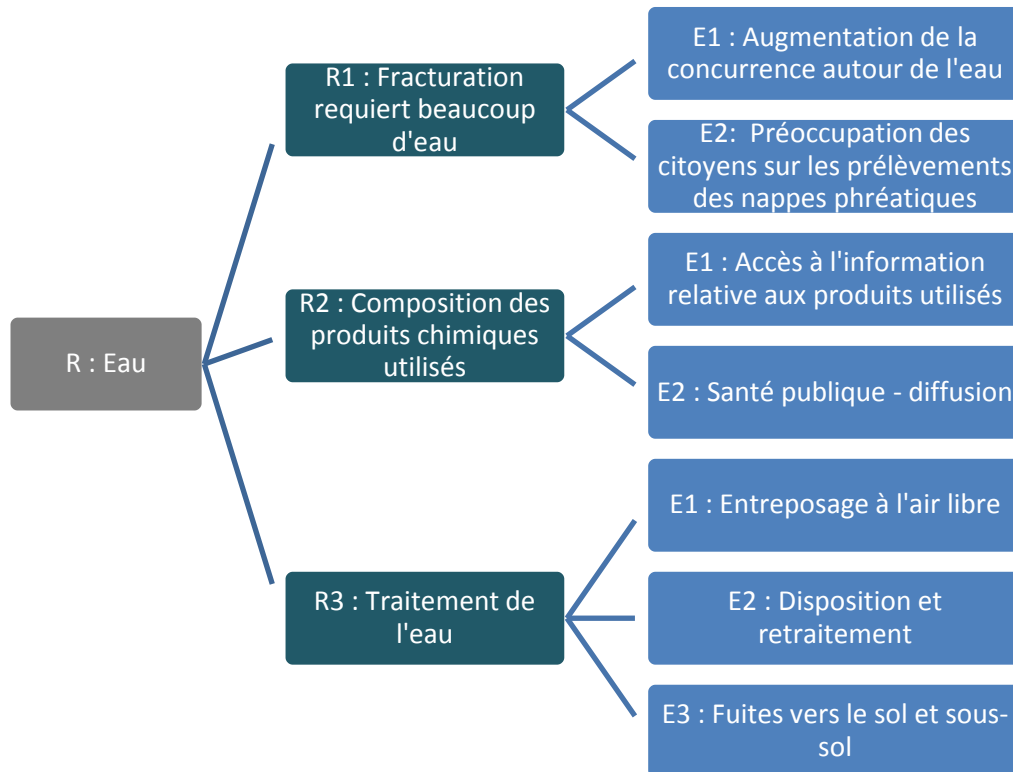 R : Eau
R1 : Fracturation
requiert beaucoup
d'eau
E1 : Augmentation de la
concurrence autour de l'eau
E2:  Préoccupation des
citoyens sur les prélèvements
des nappes phréatiques
R2 : Composition des
produits chimiques
utilisés
E1 : Accès à l'information
relative aux produits utilisés
E2 : Santé publique - diffusion
R3 : Traitement de
l'eau
E1 : Entreposage à l'air libre
E2 : Disposition et
retraitement
E3 : Fuites vers le sol et sous-
sol